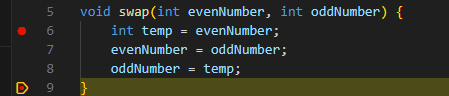 5 void swap(int evenNumber, int oddNumber) {
6     int temp = evenNumber;
7     evenNumber = oddNumber;
8     oddNumber = temp;
9 }